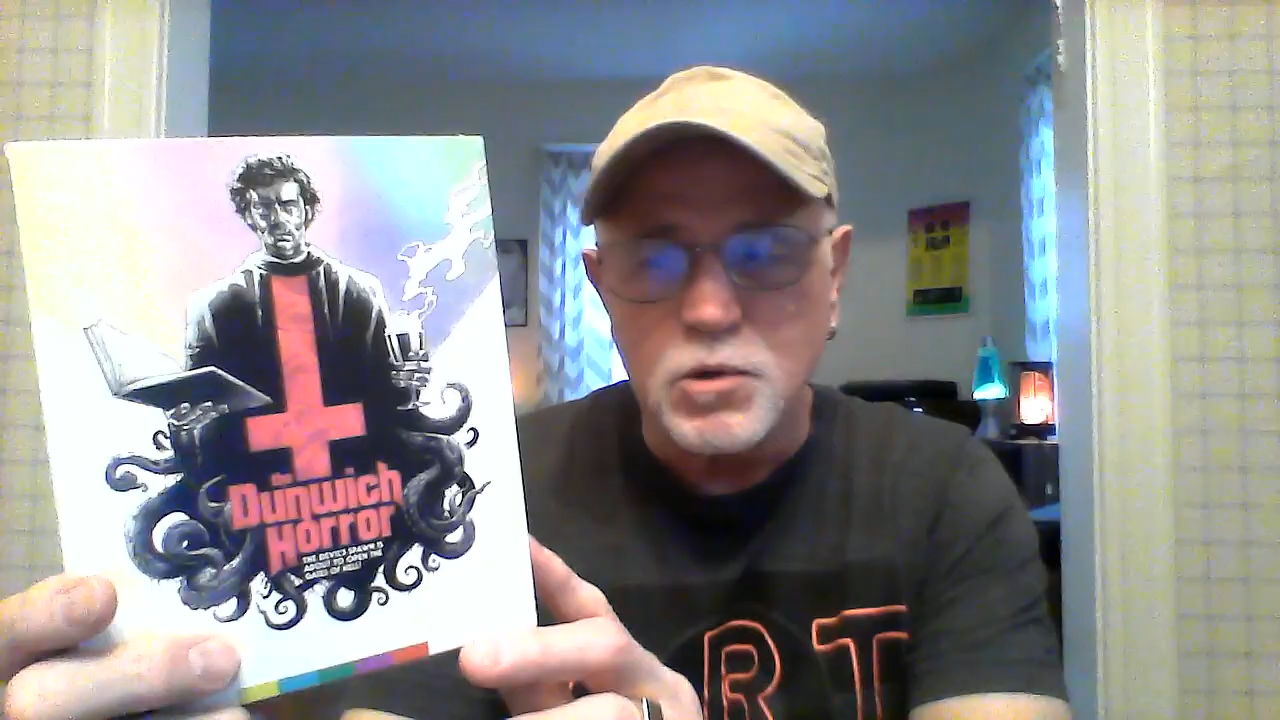 the
Dunwich
Horror
THE DEVIL'S SPAWN IS
ABOUT TO OPEN THE
GATES OF HELL!
RT